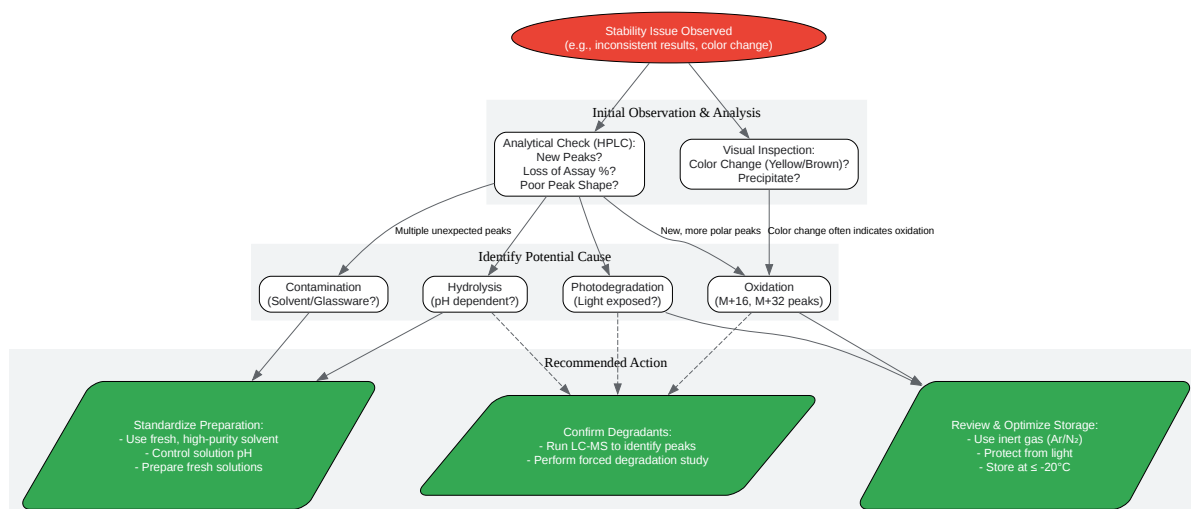 Stability Issue Observed
(e.g., inconsistent results, color change)
Initial Observation & Analysis
Analytical Check (HPLC):
New Peaks?
Loss of Assay %?
Poor Peak Shape?
Visual Inspection:
Color Change (Yellow/Brown)?
Precipitate?
Multiple unexpected peaks
New, more polar peaks
Color change often indicates oxidation
Identify Potential Cause
Contamination
(Solvent/Glassware?)
Hydrolysis
(pH dependent?)
Photodegradation
(Light exposed?)
Oxidation
(M+16, M+32 peaks)
Recommended Action
Standardize Preparation:
- Use fresh, high-purity solvent
- Control solution pH
- Prepare fresh solutions
Confirm Degradants:
- Run LC-MS to identify peaks
- Perform forced degradation study
Review & Optimize Storage:
- Use inert gas (Ar/N₂)
- Protect from light
- Store at ≤ -20°C